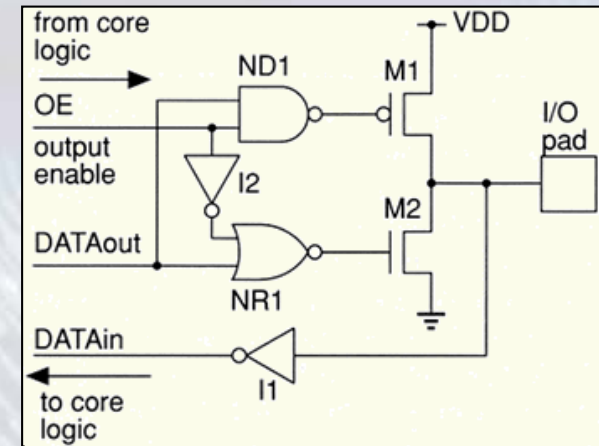 from core
logic
VDD
ND1
M1
OE
I/O
pad
output
enable
I2
M2
DATAout
NR1
DATAin
I1
to core
logic